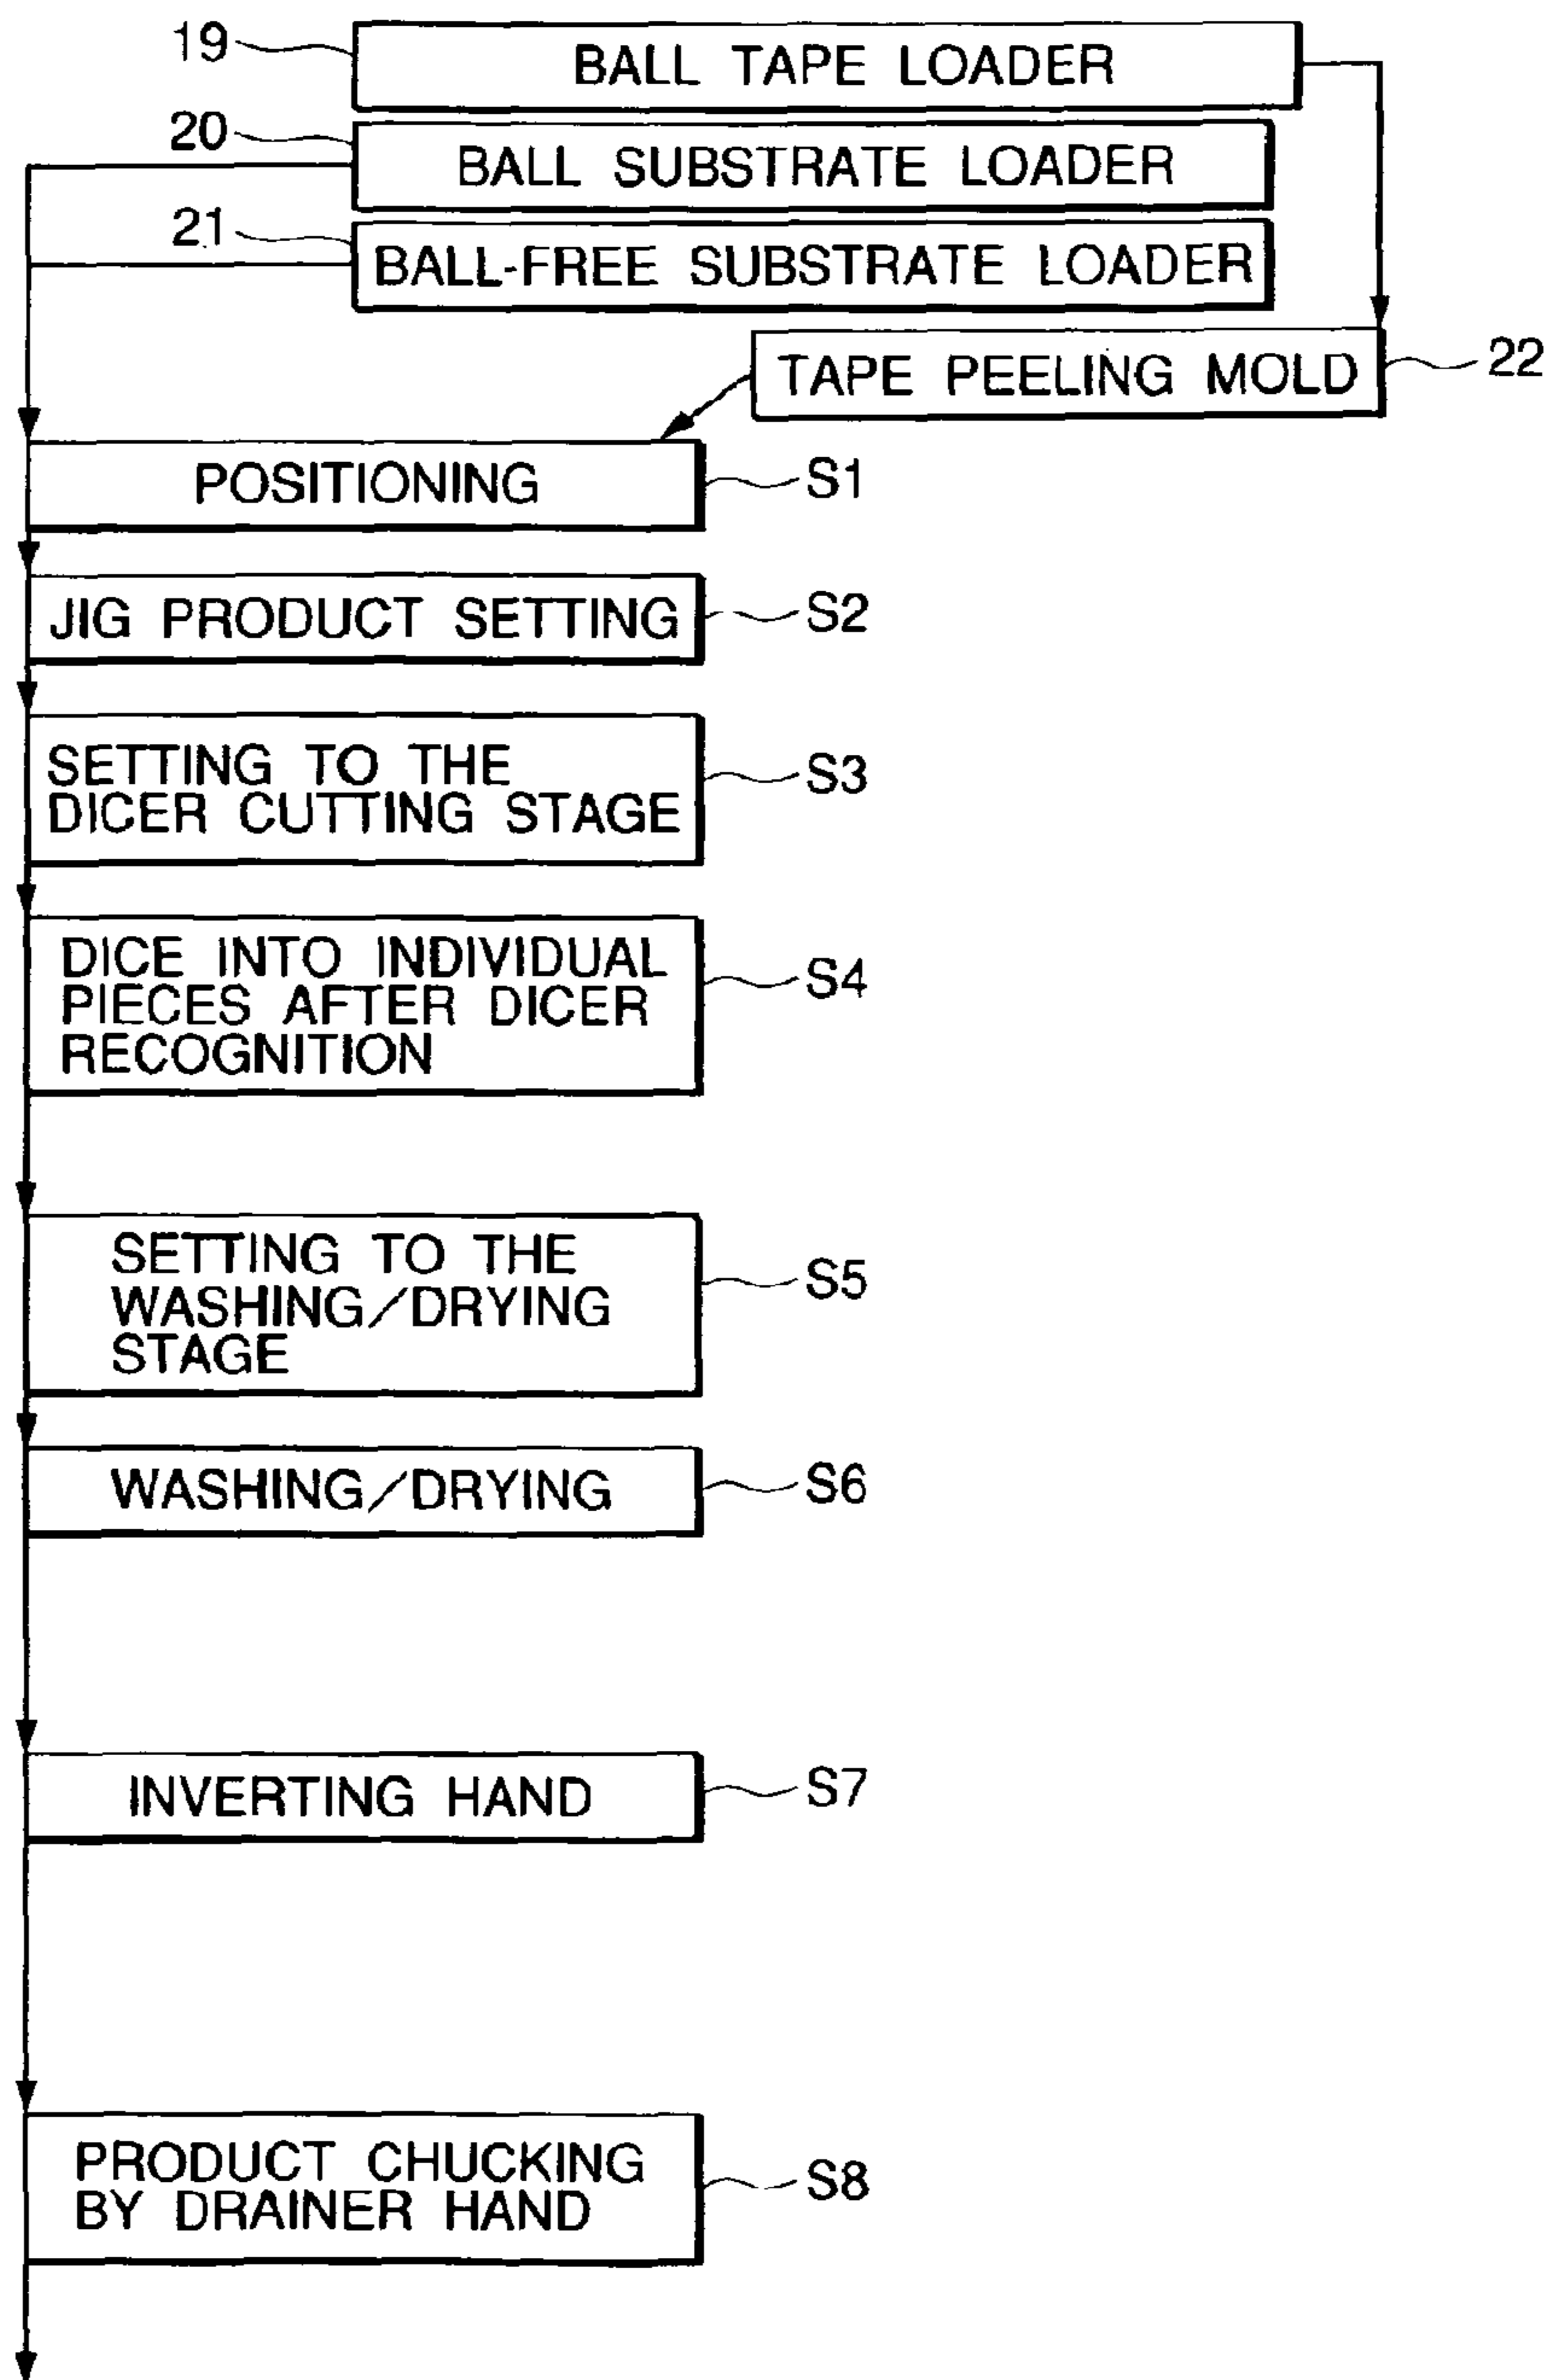 19
BALL TAPE LOADER
20
BALL SUBSTRATE LOADER
21
BALL-FREE SUBSTRATE LOADER
TAPE PEELING MOLD
22
POSITIONING
S1
JIG PRODUCT SETTING
S2
SETTING TO THE
DICER CUTTING STAGE
S3
DICE INTO INDIVIDUAL
PIECES AFTER DICER
RECOGNITION
S4
SETTING TO THE
WASHING/DRYING
STAGE
S5
WASHING/DRYING
S6
INVERTING HAND
S7
PRODUCT CHUCKING
BY DRAINER HAND
S8